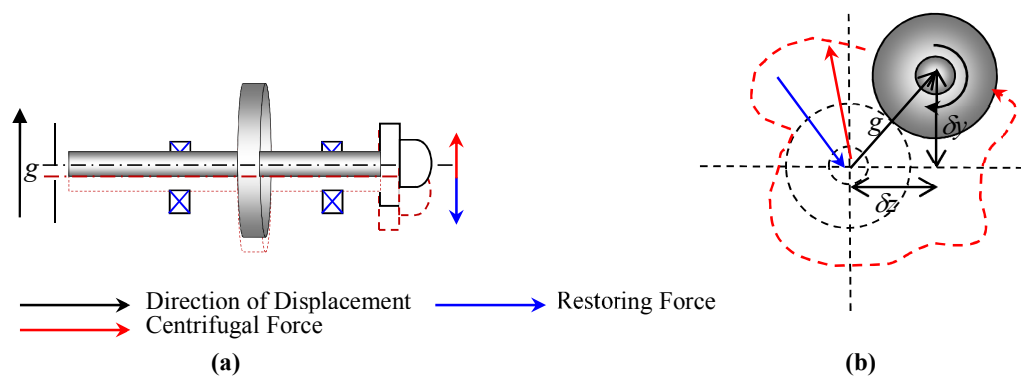 g
g
δy
δz
Direction of Displacement
Restoring Force
Centrifugal Force
(a)
(b)